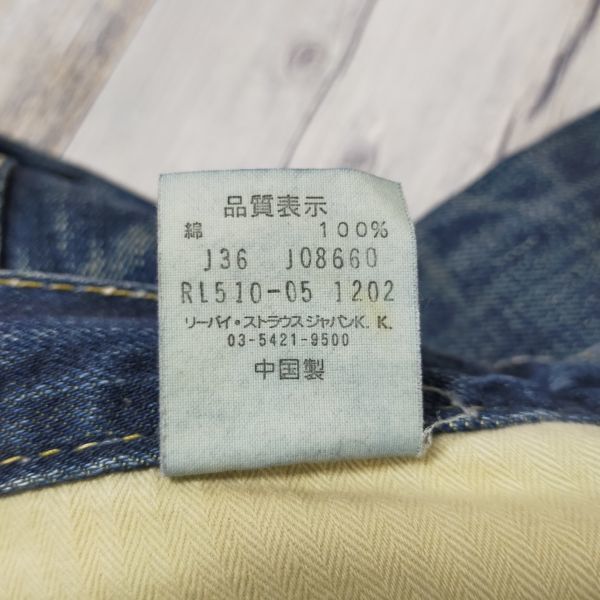 品質表示
綿 100%
J36 J08660
RL510-05 1202
リーバイ・ストラウスジャパンK.K.
03-5421-9500
中国製